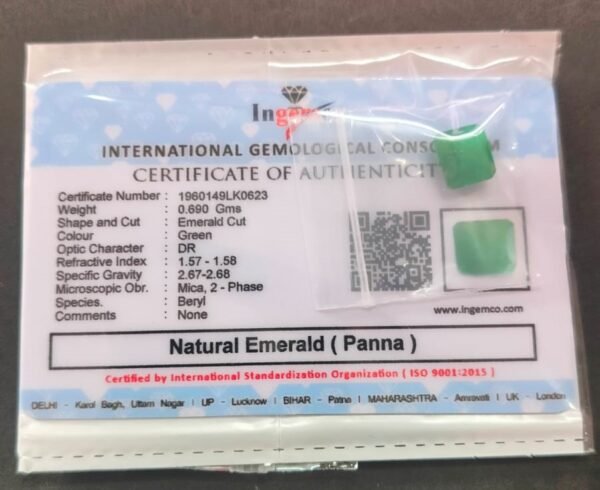 INTERNATIONAL GEMOLOGICAL
CERTIFICATE OF AUTHENTICIT
Certificate Number : 1960149LK0623
Weight : 0.690 Gms
Shape and Cut : Emerald Cut
Colour : Green
Optic Character : DR
Refractive Index : 1.57 - 1.58
Specific Gravity : 2.67-2.68
Microscopic Obr. : Mica, 2 - Phase
Species. : Beryl
Comments : None
www.ingemco.com
Natural Emerald ( Panna )
Certified by International Standardization Organization ( ISO 9001:2015 )
DELHI - Karol Bagh, Uttam Nagar | UP - Lucknow | BIHAR - Patna | MAHARASHTRA - Amravati | UK - London